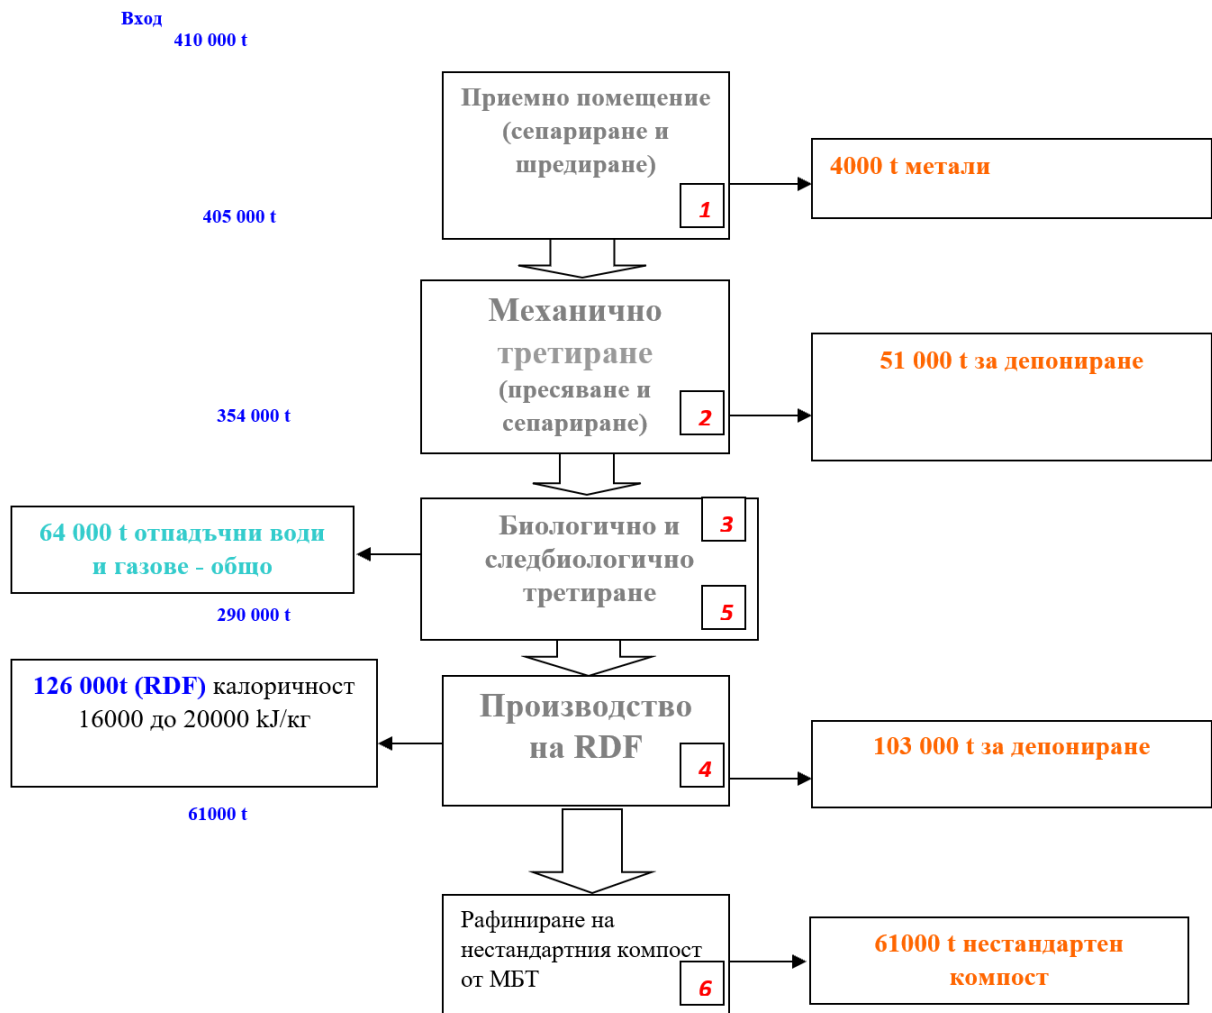 Вход
410 000 t
Приемно помещение
(сепариране и
шредиране)
1
4000 t метали
405 000 t
Механично
третиране
(пресяване и
сепариране)
2
51 000 t за депониране
354 000 t
Биологично и
следбиологично
третиране
3
5
64 000 t отпадъчни води
и газове - общо
290 000 t
126 000t (RDF) калоричност
16000 до 20000 kJ/кг
Производство
на RDF
4
103 000 t за депониране
61000 t
Рафиниране на
нестандартния компост
от МБТ
6
61000 t нестандартен
компост